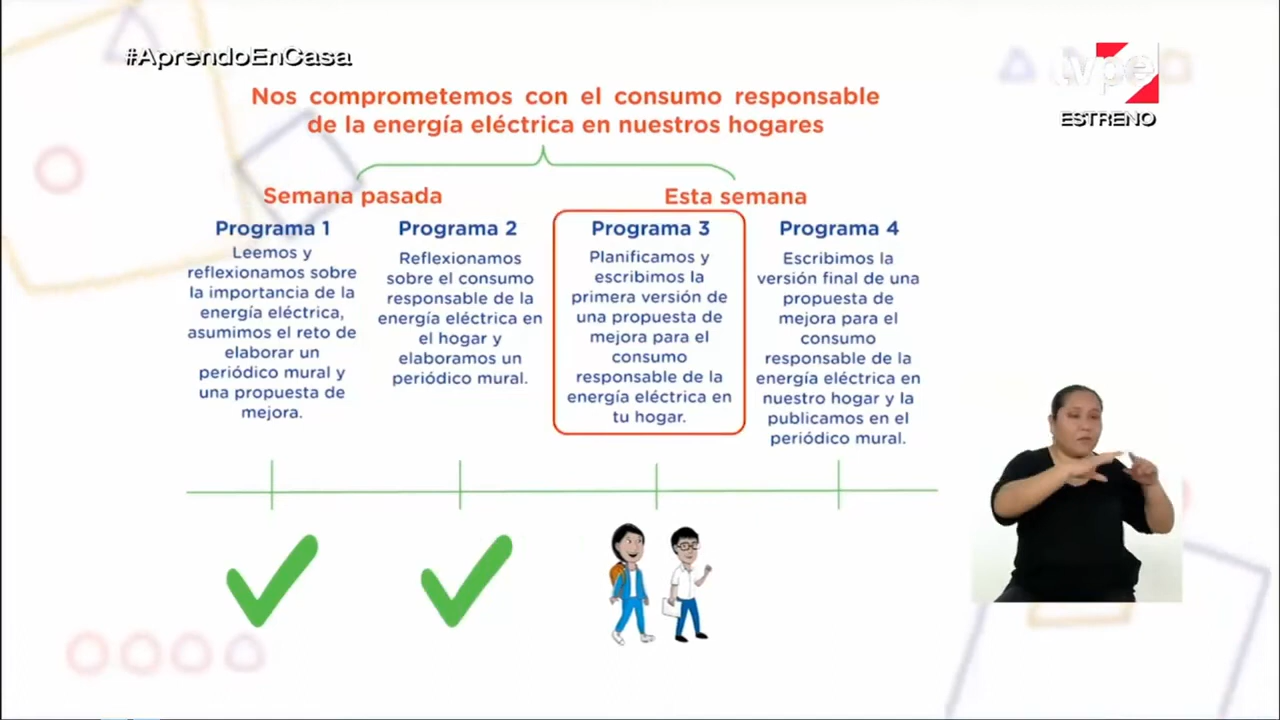 #AprendoEnCasa
tvpe
ESTRENO
Nos comprometemos con el consumo responsable
de la energía eléctrica en nuestros hogares
Semana pasada
Esta semana
Programa 1
Leemos y
reflexionamos sobre
la importancia de la
energía eléctrica,
asumimos el reto de
elaborar un
periódico mural y
una propuesta de
mejora.
Programa 2
Reflexionamos
sobre el consumo
responsable de la
energía eléctrica en
el hogar y
elaboramos un
periódico mural.
Programa 3
Planificamos y
escribimos la
primera versión de
una propuesta de
mejora para el
consumo
responsable de la
energía eléctrica en
tu hogar.
Programa 4
Escribimos la
versión final de una
propuesta de
mejora para el
consumo
responsable de la
energía eléctrica en
nuestro hogar y la
publicamos en el
periódico mural.